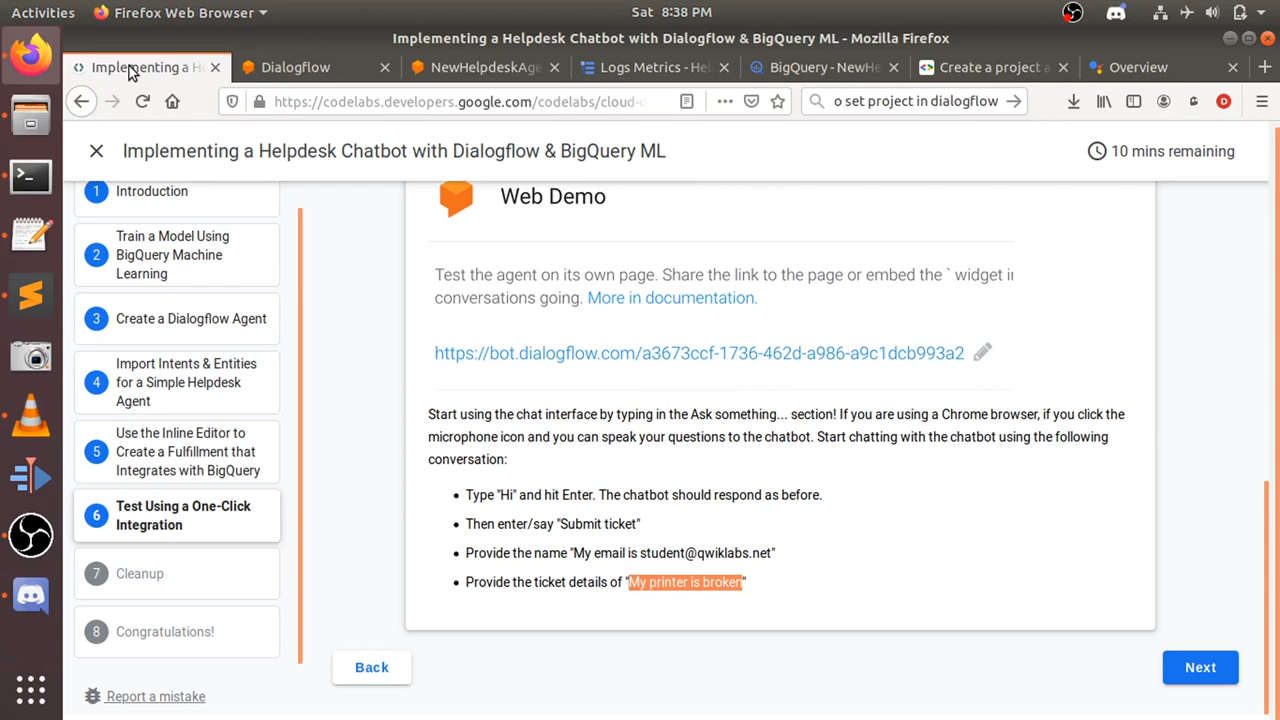 Activities
Firefox Web Browser
Sat 8:38 PM
Implementing a Helpdesk Chatbot with Dialogflow & BigQuery ML - Mozilla Firefox
Implementing a He
Dialogflow
NewHelpdeskAge
Logs Metrics - Hel
BigQuery - NewHe
Create a project a
Overview
https://codelabs.developers.google.com/codelabs/cloud-d
o set project in dialogflow
Implementing a Helpdesk Chatbot with Dialogflow & BigQuery ML
10 mins remaining
1 Introduction
2 Train a Model Using
BigQuery Machine
Learning
3 Create a Dialogflow Agent
4 Import Intents & Entities
for a Simple Helpdesk
Agent
5 Use the Inline Editor to
Create a Fulfillment that
Integrates with BigQuery
6 Test Using a One-Click
Integration
7 Cleanup
8 Congratulations!
Report a mistake
Web Demo
Test the agent on its own page. Share the link to the page or embed the ` widget in
conversations going. More in documentation.
https://bot.dialogflow.com/a3673ccf-1736-462d-a986-a9c1dcb993a2
Start using the chat interface by typing in the Ask something... section! If you are using a Chrome browser, if you click the
microphone icon and you can speak your questions to the chatbot. Start chatting with the chatbot using the following
conversation:
• Type "Hi" and hit Enter. The chatbot should respond as before.
• Then enter/say "Submit ticket"
• Provide the name "My email is student@qwiklabs.net"
• Provide the ticket details of "My printer is broken"
Back
Next